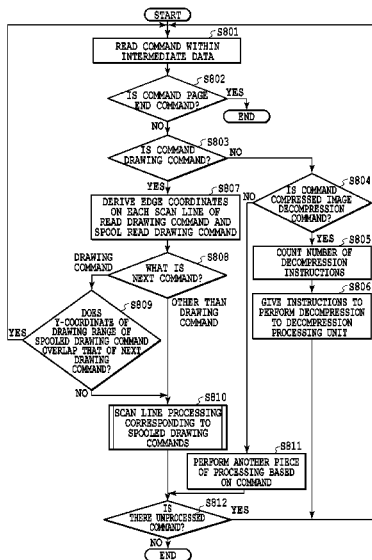 START
S801
READ COMMAND WITHIN
INTERMEDIATE DATA
S802
IS COMMAND PAGE
END COMMAND?
YES
END
NO
S803
IS COMMAND
DRAWING COMMAND?
NO
YES
S804
IS COMMAND
COMPRESSED IMAGE
DECOMPRESSION
COMMAND?
NO
YES
S807
DERIVE EDGE COORDINATES
ON EACH SCAN LINE OF
READ DRAWING COMMAND AND
SPOOL READ DRAWING COMMAND
S805
COUNT NUMBER OF
DECOMPRESSION
INSTRUCTIONS
S806
GIVE INSTRUCTIONS TO
PERFORM DECOMPRESSION TO
DECOMPRESSION
PROCESSING UNIT
DRAWING
COMMAND
S808
WHAT IS
NEXT COMMAND?
OTHER THAN
DRAWING
COMMAND
S809
DOES
Y-COORDINATE OF
DRAWING RANGE OF
SPOOLED DRAWING COMMAND
OVERLAP THAT OF NEXT
DRAWING
COMMAND?
YES
NO
S810
SCAN LINE PROCESSING
CORRESPONDING TO
SPOOLED DRAWING
COMMANDS
S811
PERFORM ANOTHER PIECE
OF PROCESSING BASED
ON COMMAND
S812
IS
THERE UNPROCESSED
COMMAND?
YES
NO
END